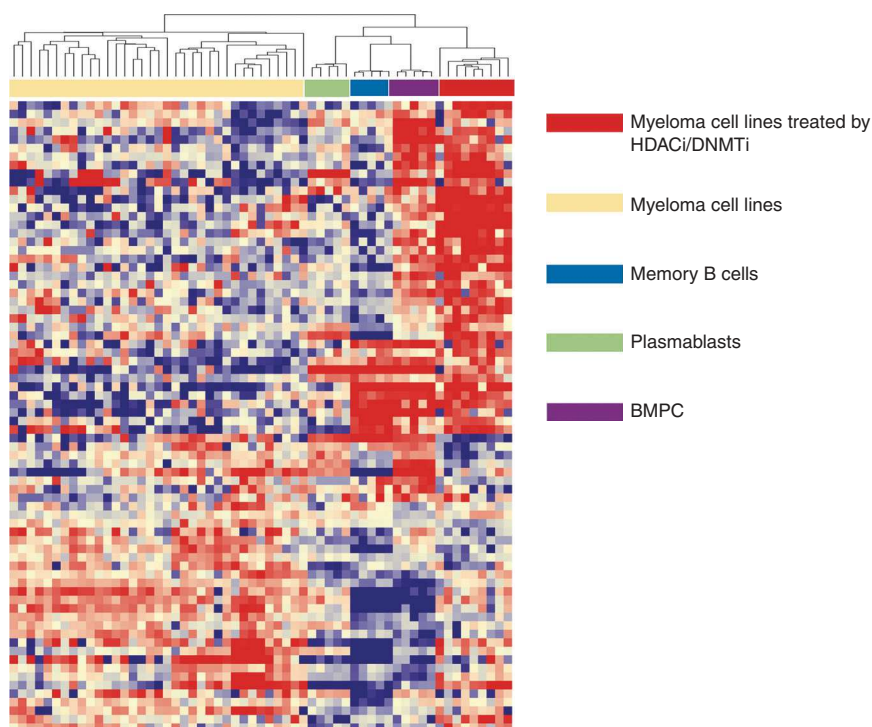 Myeloma cell lines treated by
HDACi/DNMTi
Myeloma cell lines
Memory B cells
Plasmablasts
BMPC